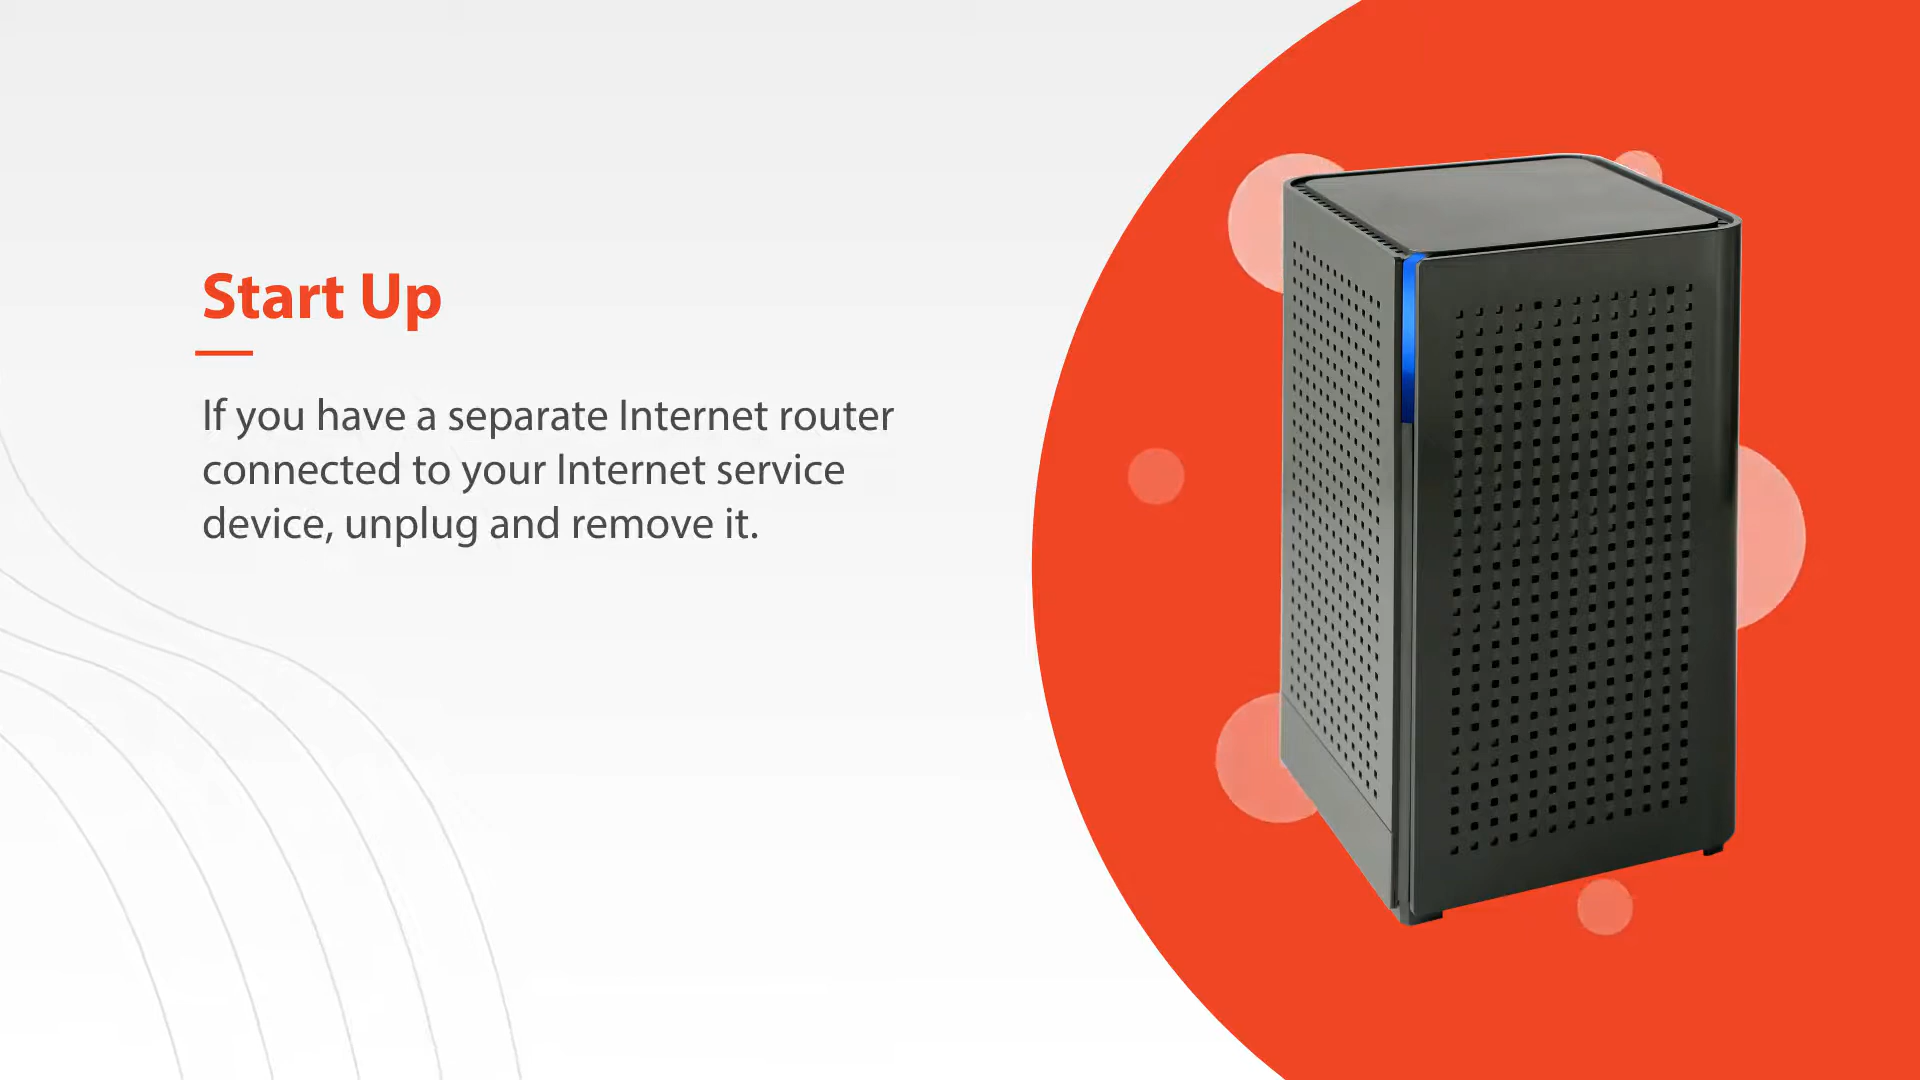 Start Up
If you have a separate Internet router
connected to your Internet service
device, unplug and remove it.